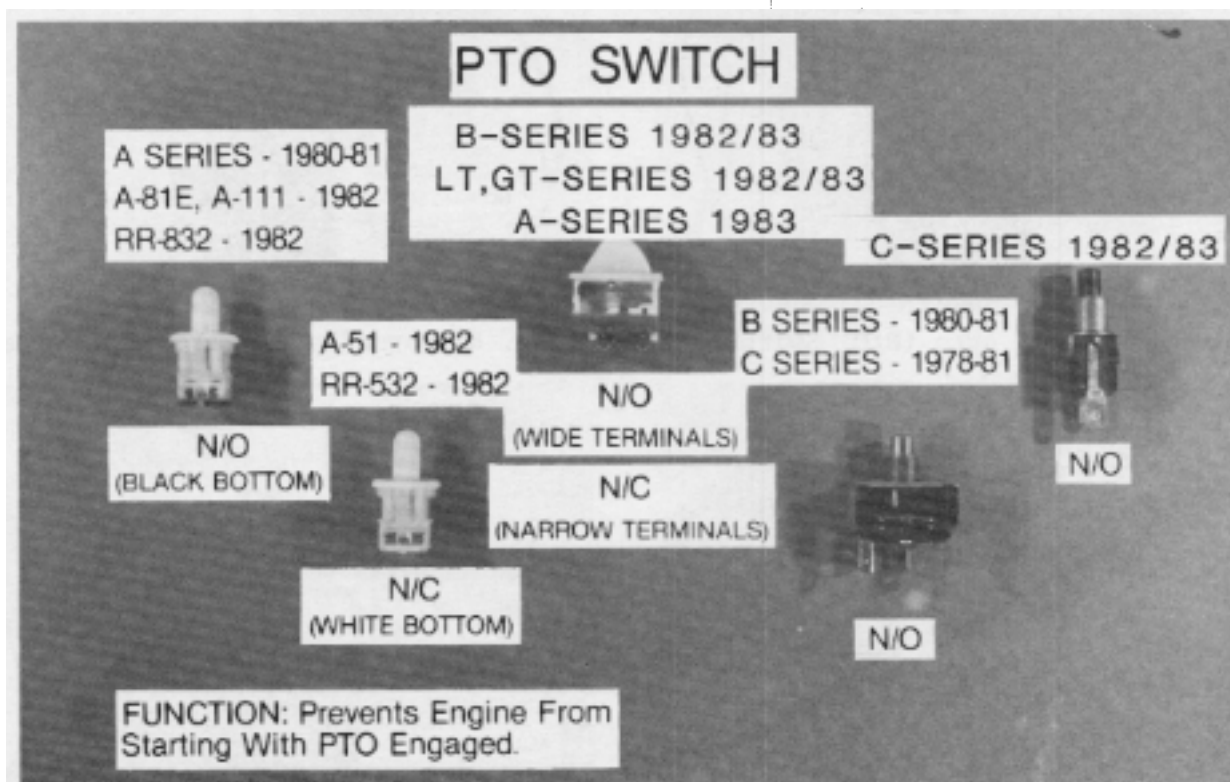 PTO SWITCH
B-SERIES 1982/83
LT,GT-SERIES 1982/83
A-SERIES 1983
A SERIES - 1980-81
A-81E, A-111 - 1982
RR-832 - 1982
C-SERIES 1982/83
A-51 - 1982
RR-532 - 1982
B SERIES - 1980-81
C SERIES - 1978-81
N/O
(BLACK BOTTOM)
N/O
(WIDE TERMINALS)
N/C
(NARROW TERMINALS)
N/O
N/C
(WHITE BOTTOM)
N/O
FUNCTION: Prevents Engine From
Starting With PTO Engaged.